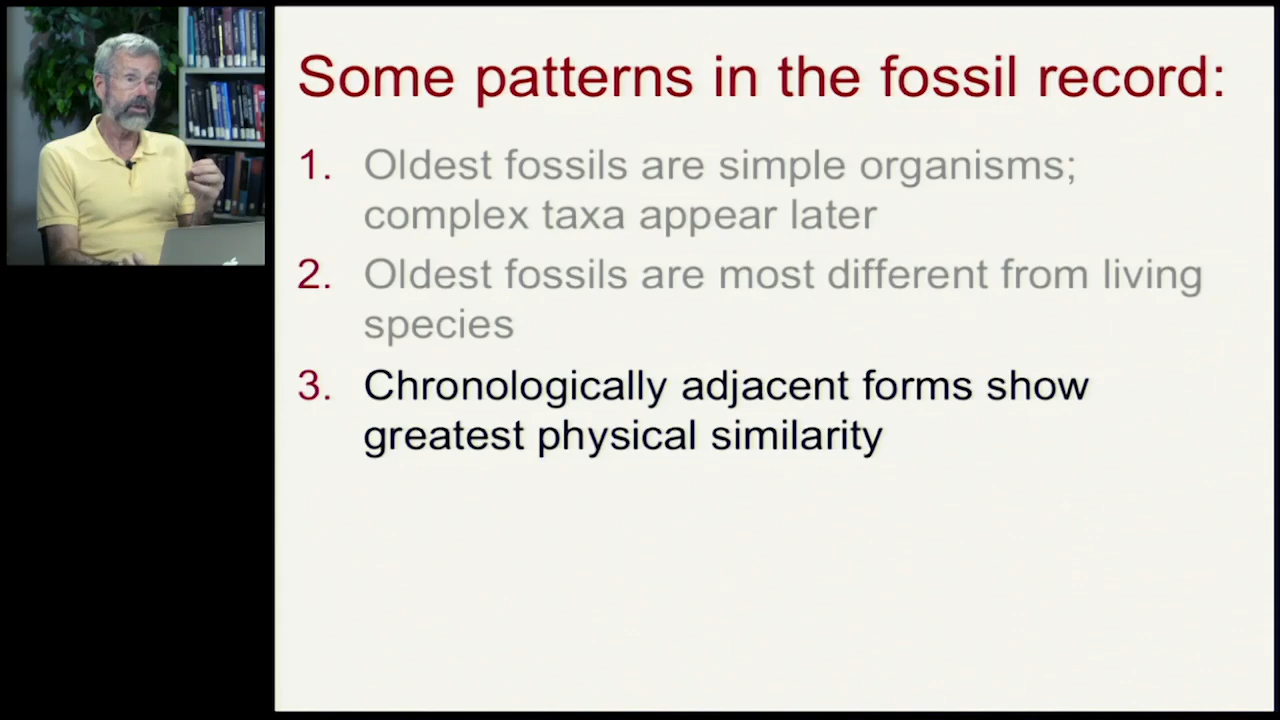 Some patterns in the fossil record:
1. Oldest fossils are simple organisms;
complex taxa appear later
2. Oldest fossils are most different from living
species
3. Chronologically adjacent forms show
greatest physical similarity